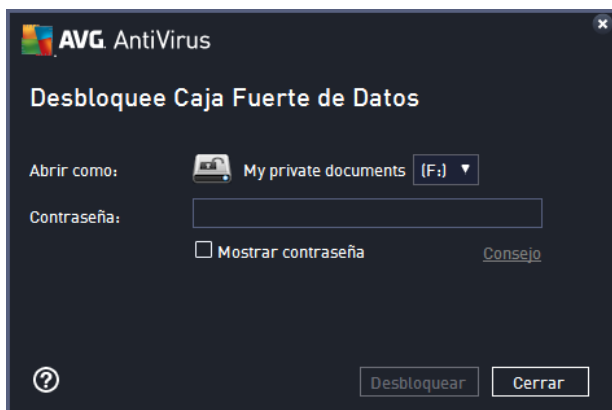 AVG AntiVirus
Desbloquee Caja Fuerte de Datos
Abrir como: My private documents (F:)
Contraseña:
Mostrar contraseña Consejo
? Desbloquear Cerrar